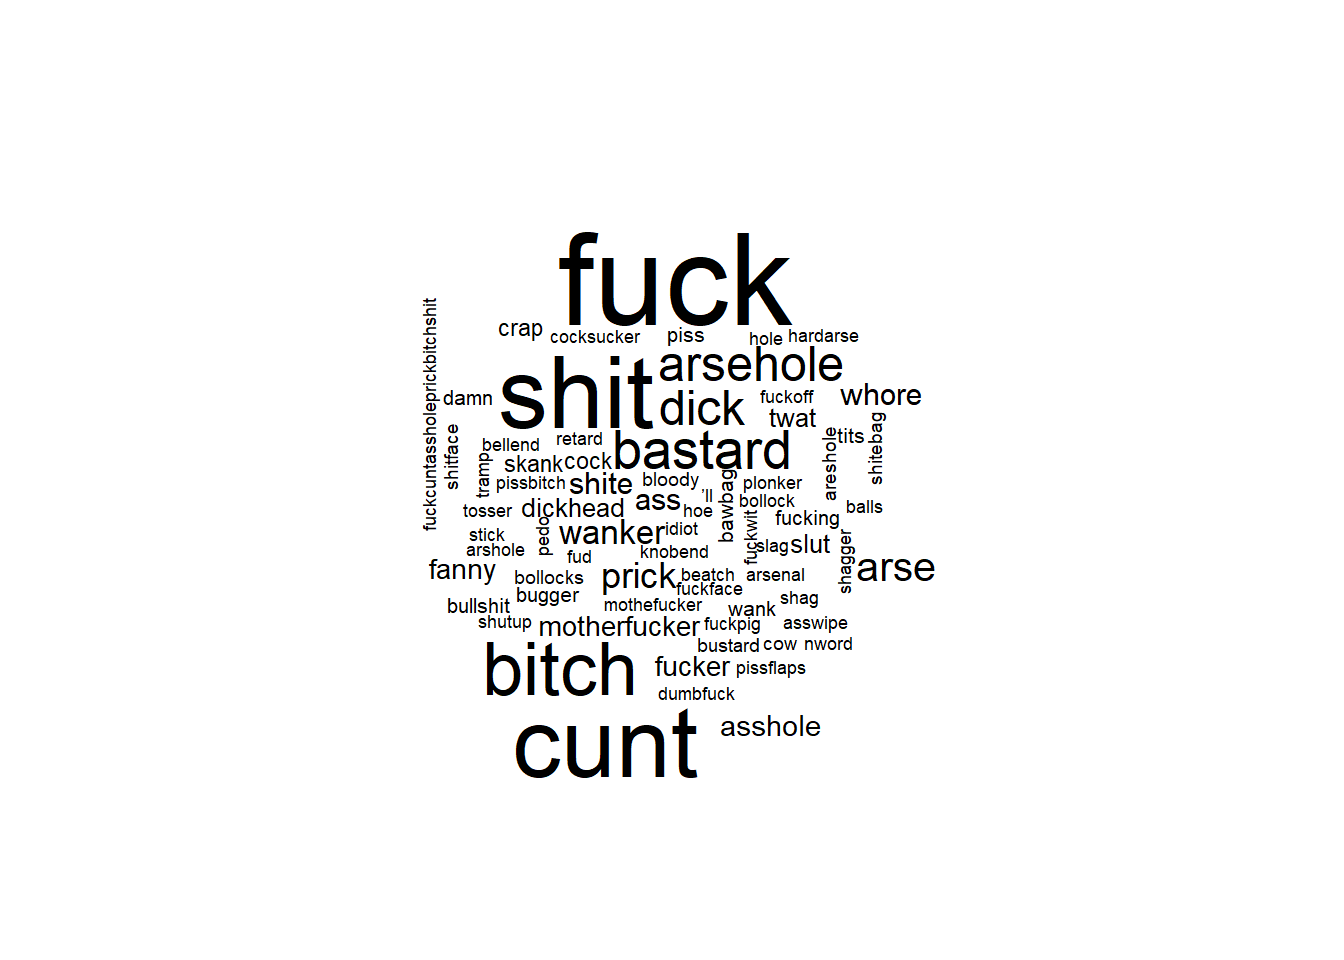 fuck
crap
cocksucker
piss
hole
hardarse
fuckcuntassholeprickbitchshit
shit
arsehole
damn
dick
fuckoff
whore
twat
tits
shitebag
shitface
bellend
retard
bastard
areshole
tramp
skank
cock
pissbitch
shite
bloody
bawbag
plonker
ass
'll
bollock
tosser
dickhead
hoe
balls
fucking
stick
pedo
wanker
idiot
fuckwit
arshole
fud
knobend
slag
slut
shagger
arse
fanny
bollocks
prick
beatch
arsenal
fuckface
bugger
bullshit
mothefucker
wank
shag
shutup
motherfucker
fuckpig
asswipe
bustard
cow
nword
bitch
fucker
pissflaps
dumbfuck
cunt
asshole